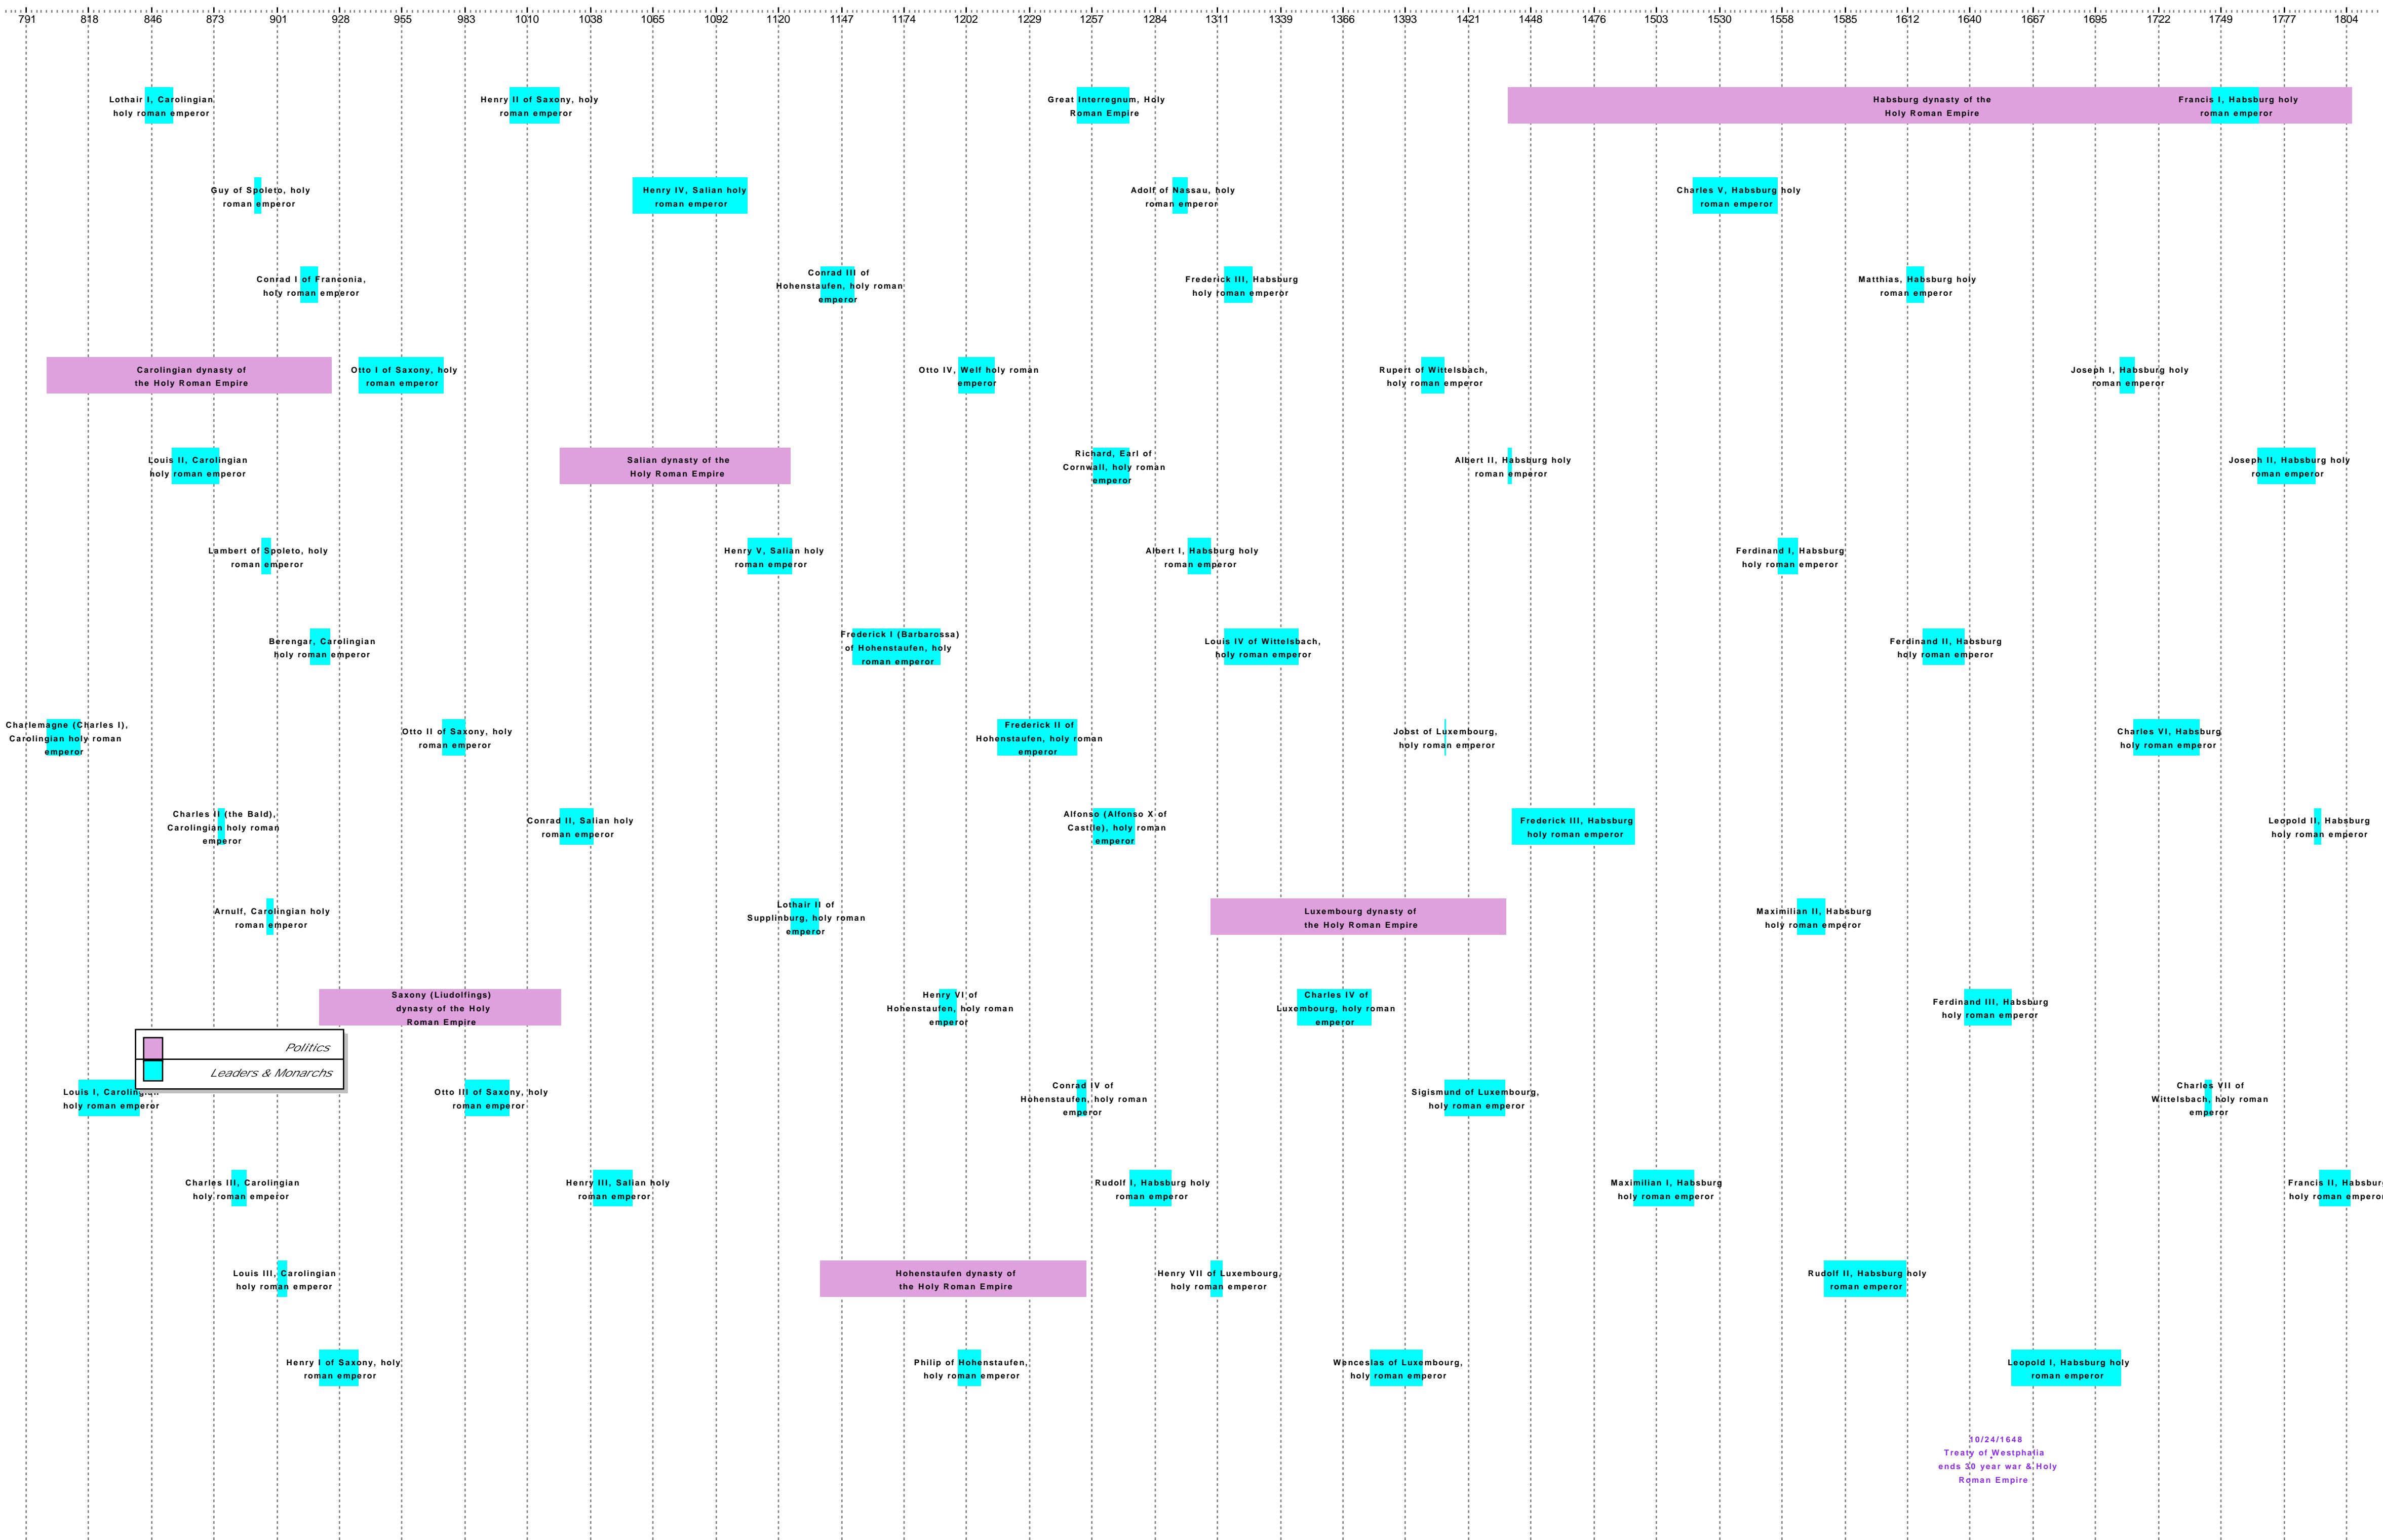 791 818 846 873 901 928 955 983 1010 1038 1065 1092 1120 1147 1174 1202 1229 1257 1284 1311 1339 1366 1393 1421 1448 1476 1503 1530 1558 1585 1612 1640 1667 1695 1722 1749 1777 1804
Lothair I, Carolingian
holy roman emperor
Henry II of Saxony, holy
roman emperor
Great Interregnum, Holy
Roman Empire
Habsburg dynasty of the
Holy Roman Empire
Francis I, Habsburg holy
roman emperor
Guy of Spoleto, holy
roman emperor
Henry IV, Salian holy
roman emperor
Adolf of Nassau, holy
roman emperor
Charles V, Habsburg holy
roman emperor
Conrad I of Franconia,
holy roman emperor
Conrad III of
Hohenstaufen, holy roman
emperor
Frederick III, Habsburg
holy roman emperor
Matthias, Habsburg holy
roman emperor
Carolingian dynasty of
the Holy Roman Empire
Otto I of Saxony, holy
roman emperor
Otto IV, Welf holy roman
emperor
Rupert of Wittelsbach,
holy roman emperor
Joseph I, Habsburg holy
roman emperor
Louis II, Carolingian
holy roman emperor
Salian dynasty of the
Holy Roman Empire
Richard, Earl of
Cornwall, holy roman
emperor
Albert II, Habsburg holy
roman emperor
Joseph II, Habsburg holy
roman emperor
Lambert of Spoleto, holy
roman emperor
Henry V, Salian holy
roman emperor
Albert I, Habsburg holy
roman emperor
Ferdinand I, Habsburg
holy roman emperor
Berengar, Carolingian
holy roman emperor
Frederick I (Barbarossa)
of Hohenstaufen, holy
roman emperor
Louis IV of Wittelsbach,
holy roman emperor
Ferdinand II, Habsburg
holy roman emperor
Charlemagne (Charles I),
Carolingian holy roman
emperor
Otto II of Saxony, holy
roman emperor
Frederick II of
Hohenstaufen, holy roman
emperor
Jobst of Luxembourg,
holy roman emperor
Charles VI, Habsburg
holy roman emperor
Charles II (the Bald),
Carolingian holy roman
emperor
Conrad II, Salian holy
roman emperor
Alfonso (Alfonso X of
Castile), holy roman
emperor
Frederick III, Habsburg
holy roman emperor
Leopold II, Habsburg
holy roman emperor
Arnulf, Carolingian holy
roman emperor
Lothair II of
Supplinburg, holy roman
emperor
Luxembourg dynasty of
the Holy Roman Empire
Maximilian II, Habsburg
holy roman emperor
Saxony (Liudolfings)
dynasty of the Holy
Roman Empire
Henry VI of
Hohenstaufen, holy roman
emperor
Charles IV of
Luxembourg, holy roman
emperor
Ferdinand III, Habsburg
holy roman emperor
Politics
Leaders & Monarchs
Louis I, Carolingian
holy roman emperor
Otto III of Saxony, holy
roman emperor
Conrad IV of
Hohenstaufen, holy roman
emperor
Sigismund of Luxembourg,
holy roman emperor
Charles VII of
Wittelsbach, holy roman
emperor
Charles III, Carolingian
holy roman emperor
Henry III, Salian holy
roman emperor
Rudolf I, Habsburg holy
roman emperor
Maximilian I, Habsburg
holy roman emperor
Francis II, Habsburg
holy roman emperor
Louis III, Carolingian
holy roman emperor
Hohenstaufen dynasty of
the Holy Roman Empire
Henry VII of Luxembourg,
holy roman emperor
Rudolf II, Habsburg holy
roman emperor
Henry I of Saxony, holy
roman emperor
Philip of Hohenstaufen,
holy roman emperor
Wenceslas of Luxembourg,
holy roman emperor
Leopold I, Habsburg holy
roman emperor
10/24/1648
Treaty of Westphalia
ends 30 year war & Holy
Roman Empire